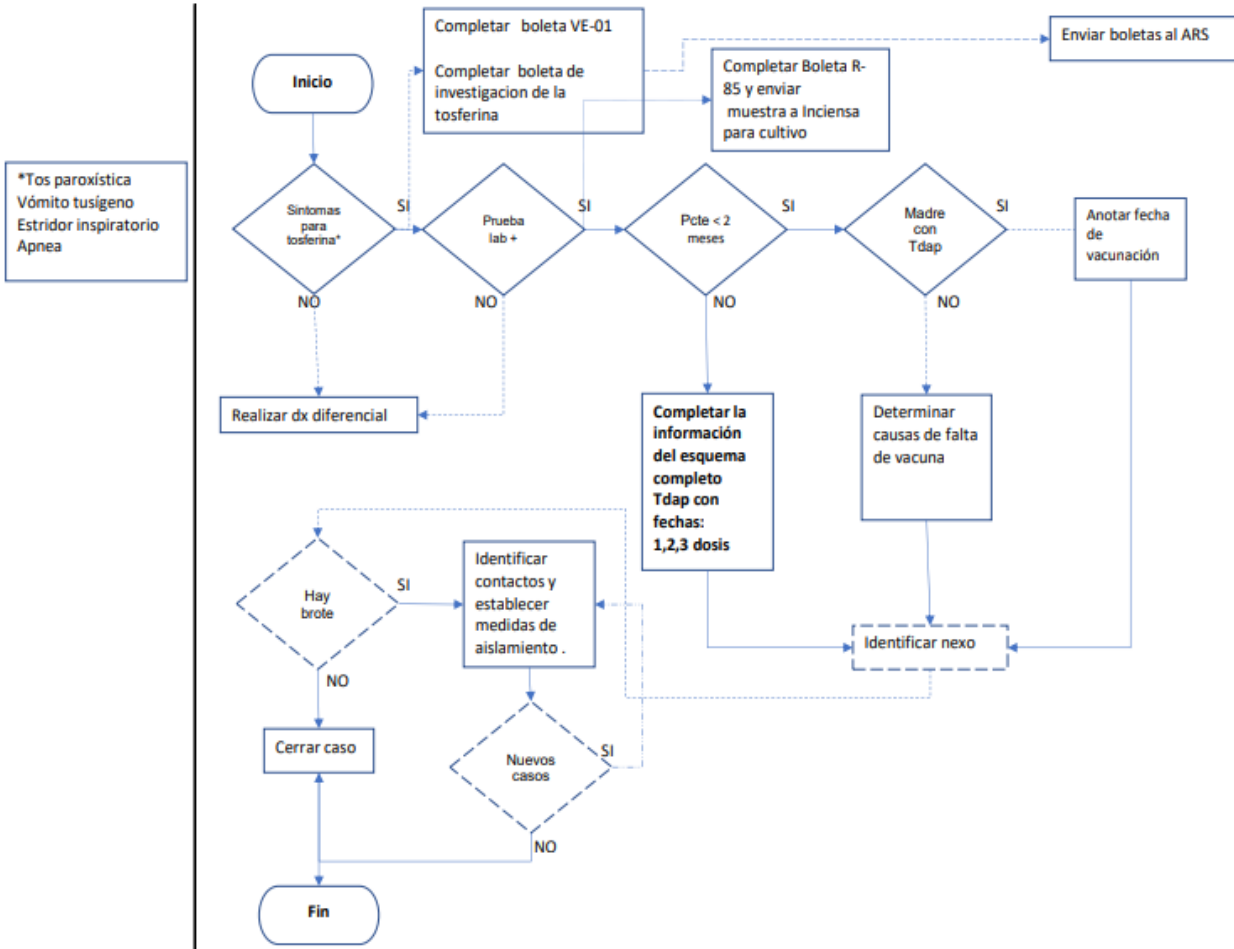 *Tos paroxística
Vómito tusígeno
Estridor inspiratorio
Apnea
Inicio
Completar boleta VE-01
Completar boleta de
investigacion de la
tosferina
Enviar boletas al ARS
Completar Boleta R-
85 y enviar
muestra a Inciensa
para cultivo
Sintomas
para
tosferina*
SI
NO
Prueba
lab +
SI
NO
Pcte < 2
meses
SI
NO
Madre
con
Tdap
SI
NO
Anotar fecha
de
vacunación
Realizar dx diferencial
Completar la
información
del esquema
completo
Tdap con
fechas:
1,2,3 dosis
Determinar
causas de falta
de vacuna
Identificar nexo
Hay
brote
SI
NO
Identificar
contactos y
establecer
medidas de
aislamiento .
Nuevos
casos
SI
NO
Cerrar caso
Fin